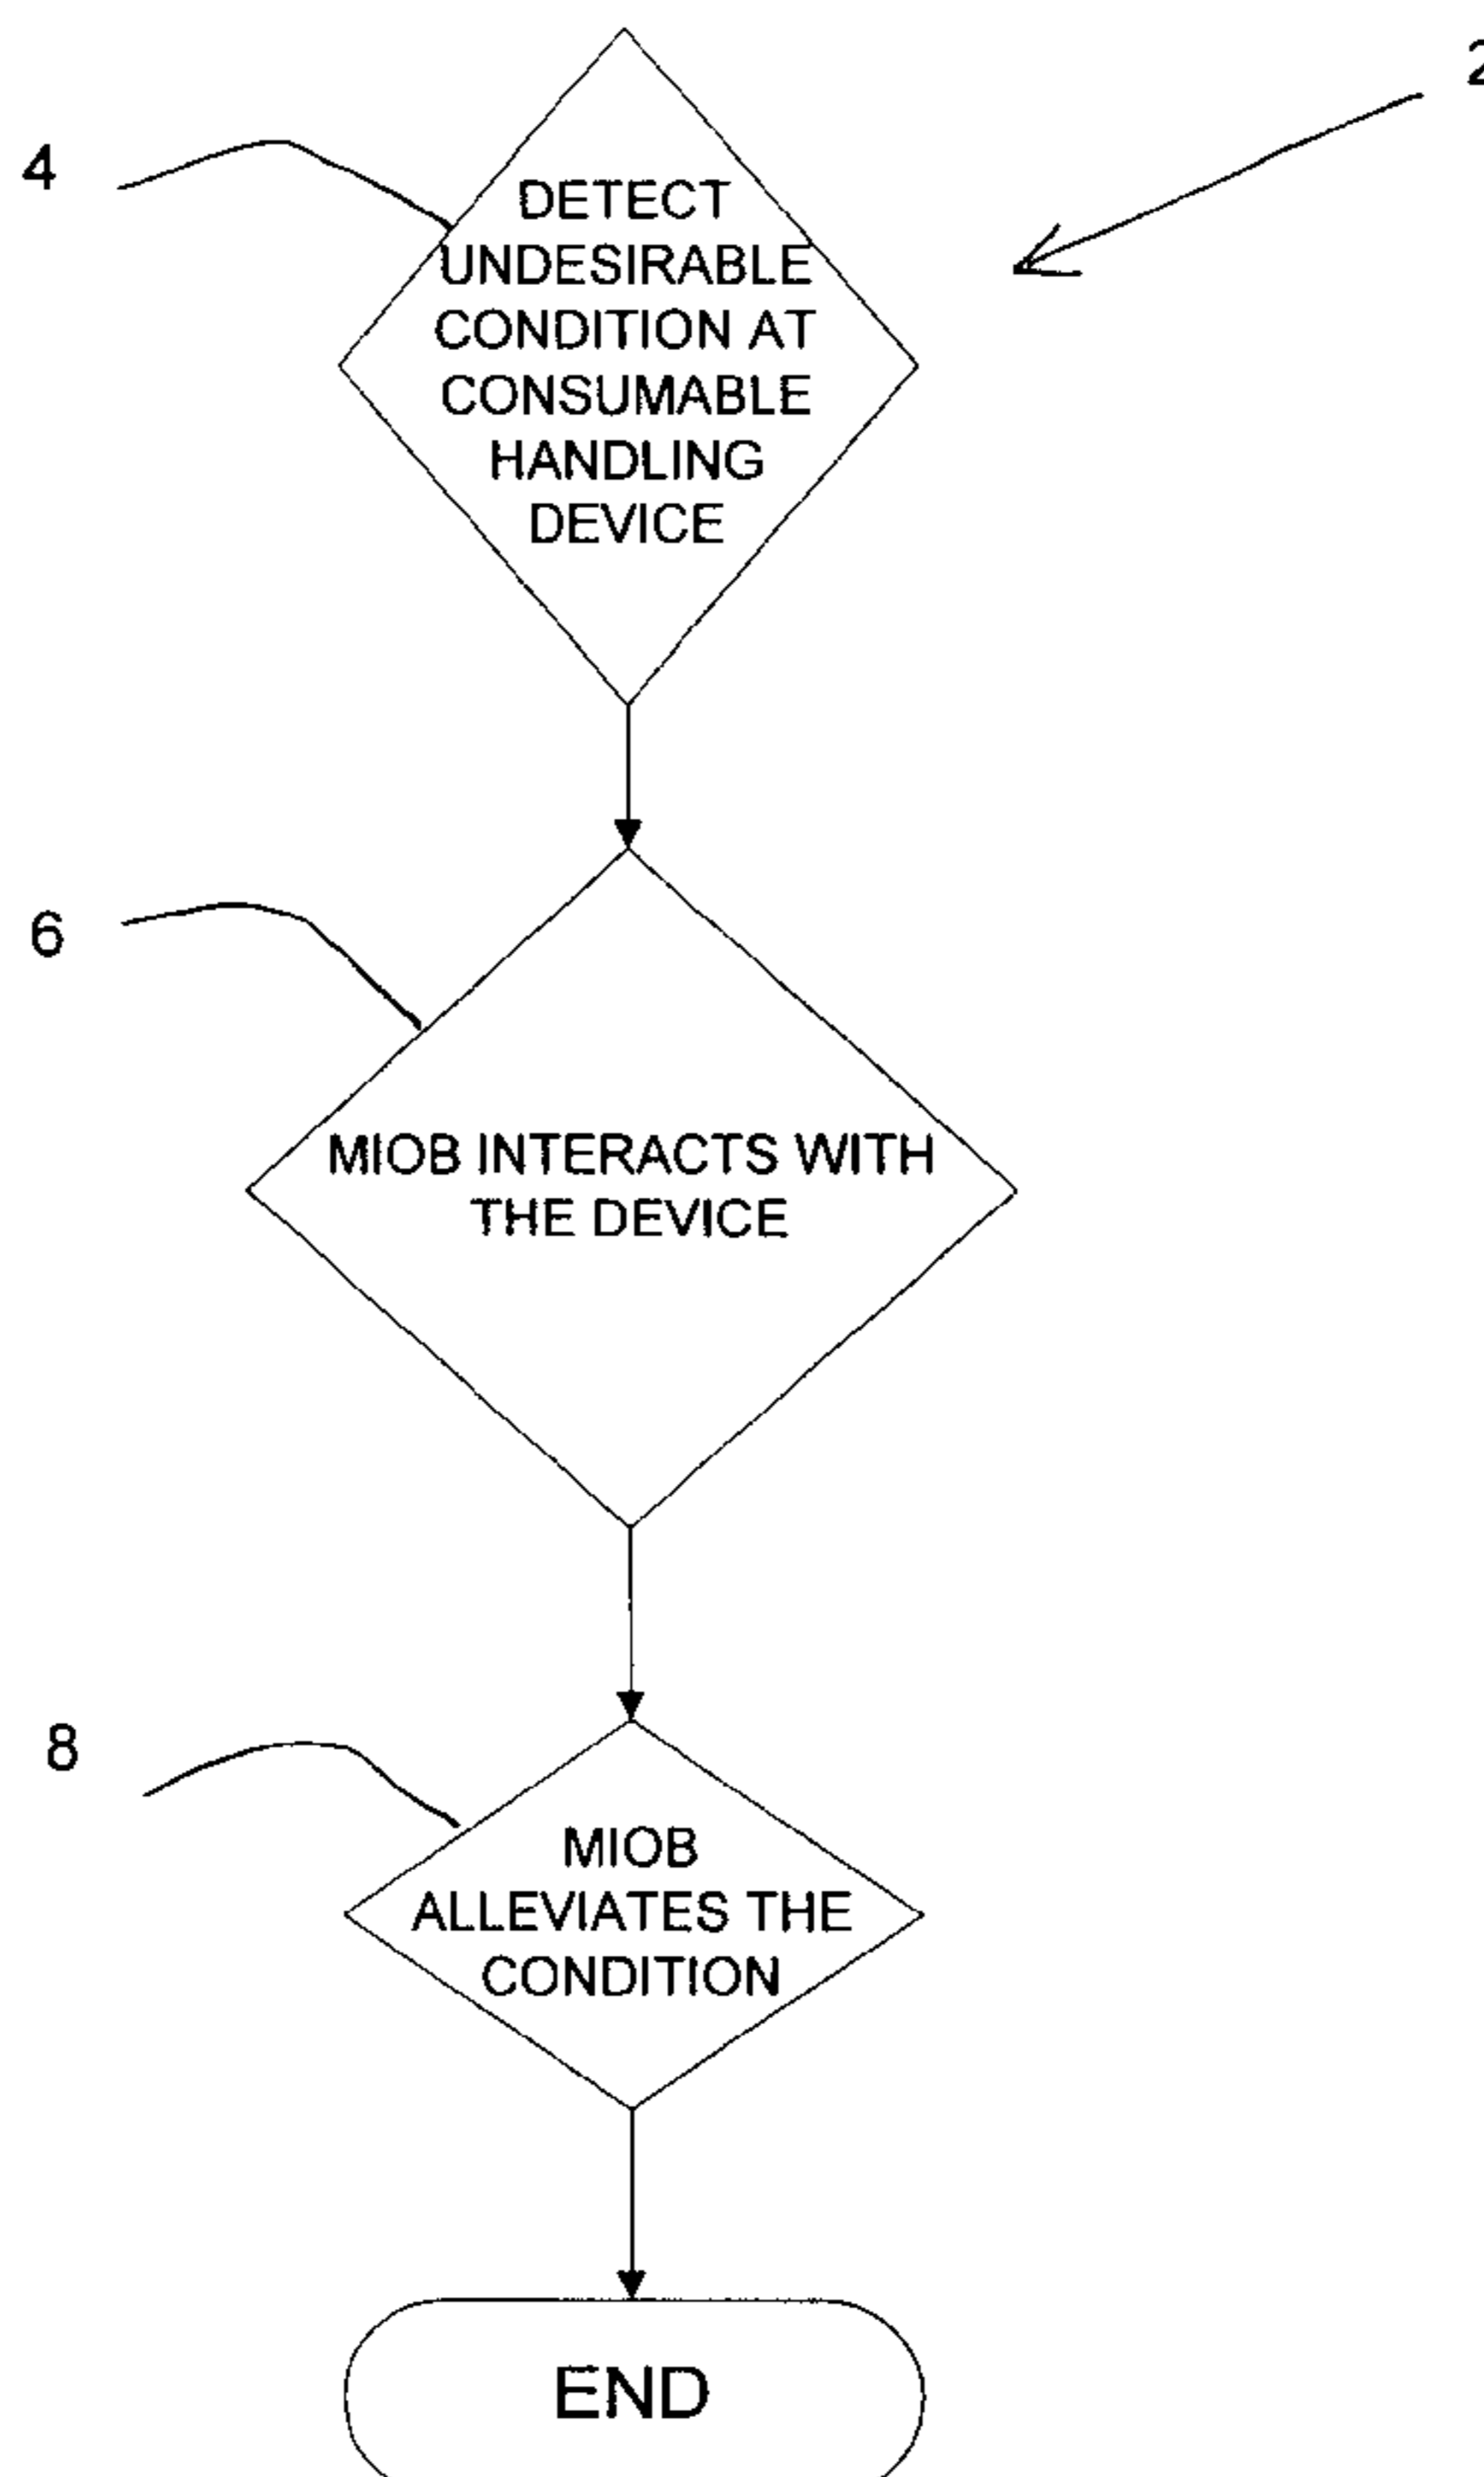 2
4
DETECT
UNDESIRABLE
CONDITION AT
CONSUMABLE
HANDLING
DEVICE
6
MIOB INTERACTS WITH
THE DEVICE
8
MIOB
ALLEVIATES THE
CONDITION
END